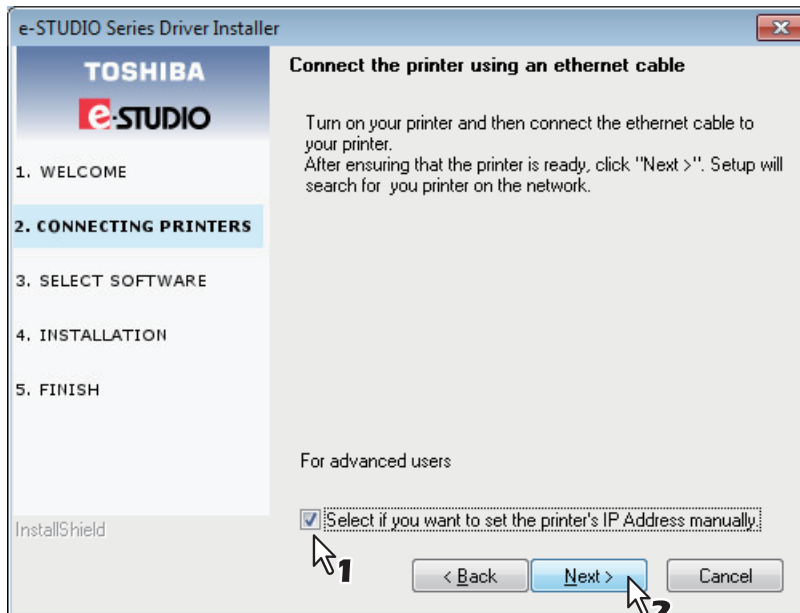 e-STUDIO Series Driver Installer
TOSHIBA
e-STUDIO
1. WELCOME
2. CONNECTING PRINTERS
3. SELECT SOFTWARE
4. INSTALLATION
5. FINISH
InstallShield
Connect the printer using an ethernet cable
Turn on your printer and then connect the ethernet cable to
your printer.
After ensuring that the printer is ready, click "Next >". Setup will
search for you printer on the network.
For advanced users
Select if you want to set the printer's IP Address manually.
1
< Back
Next >
Cancel
2